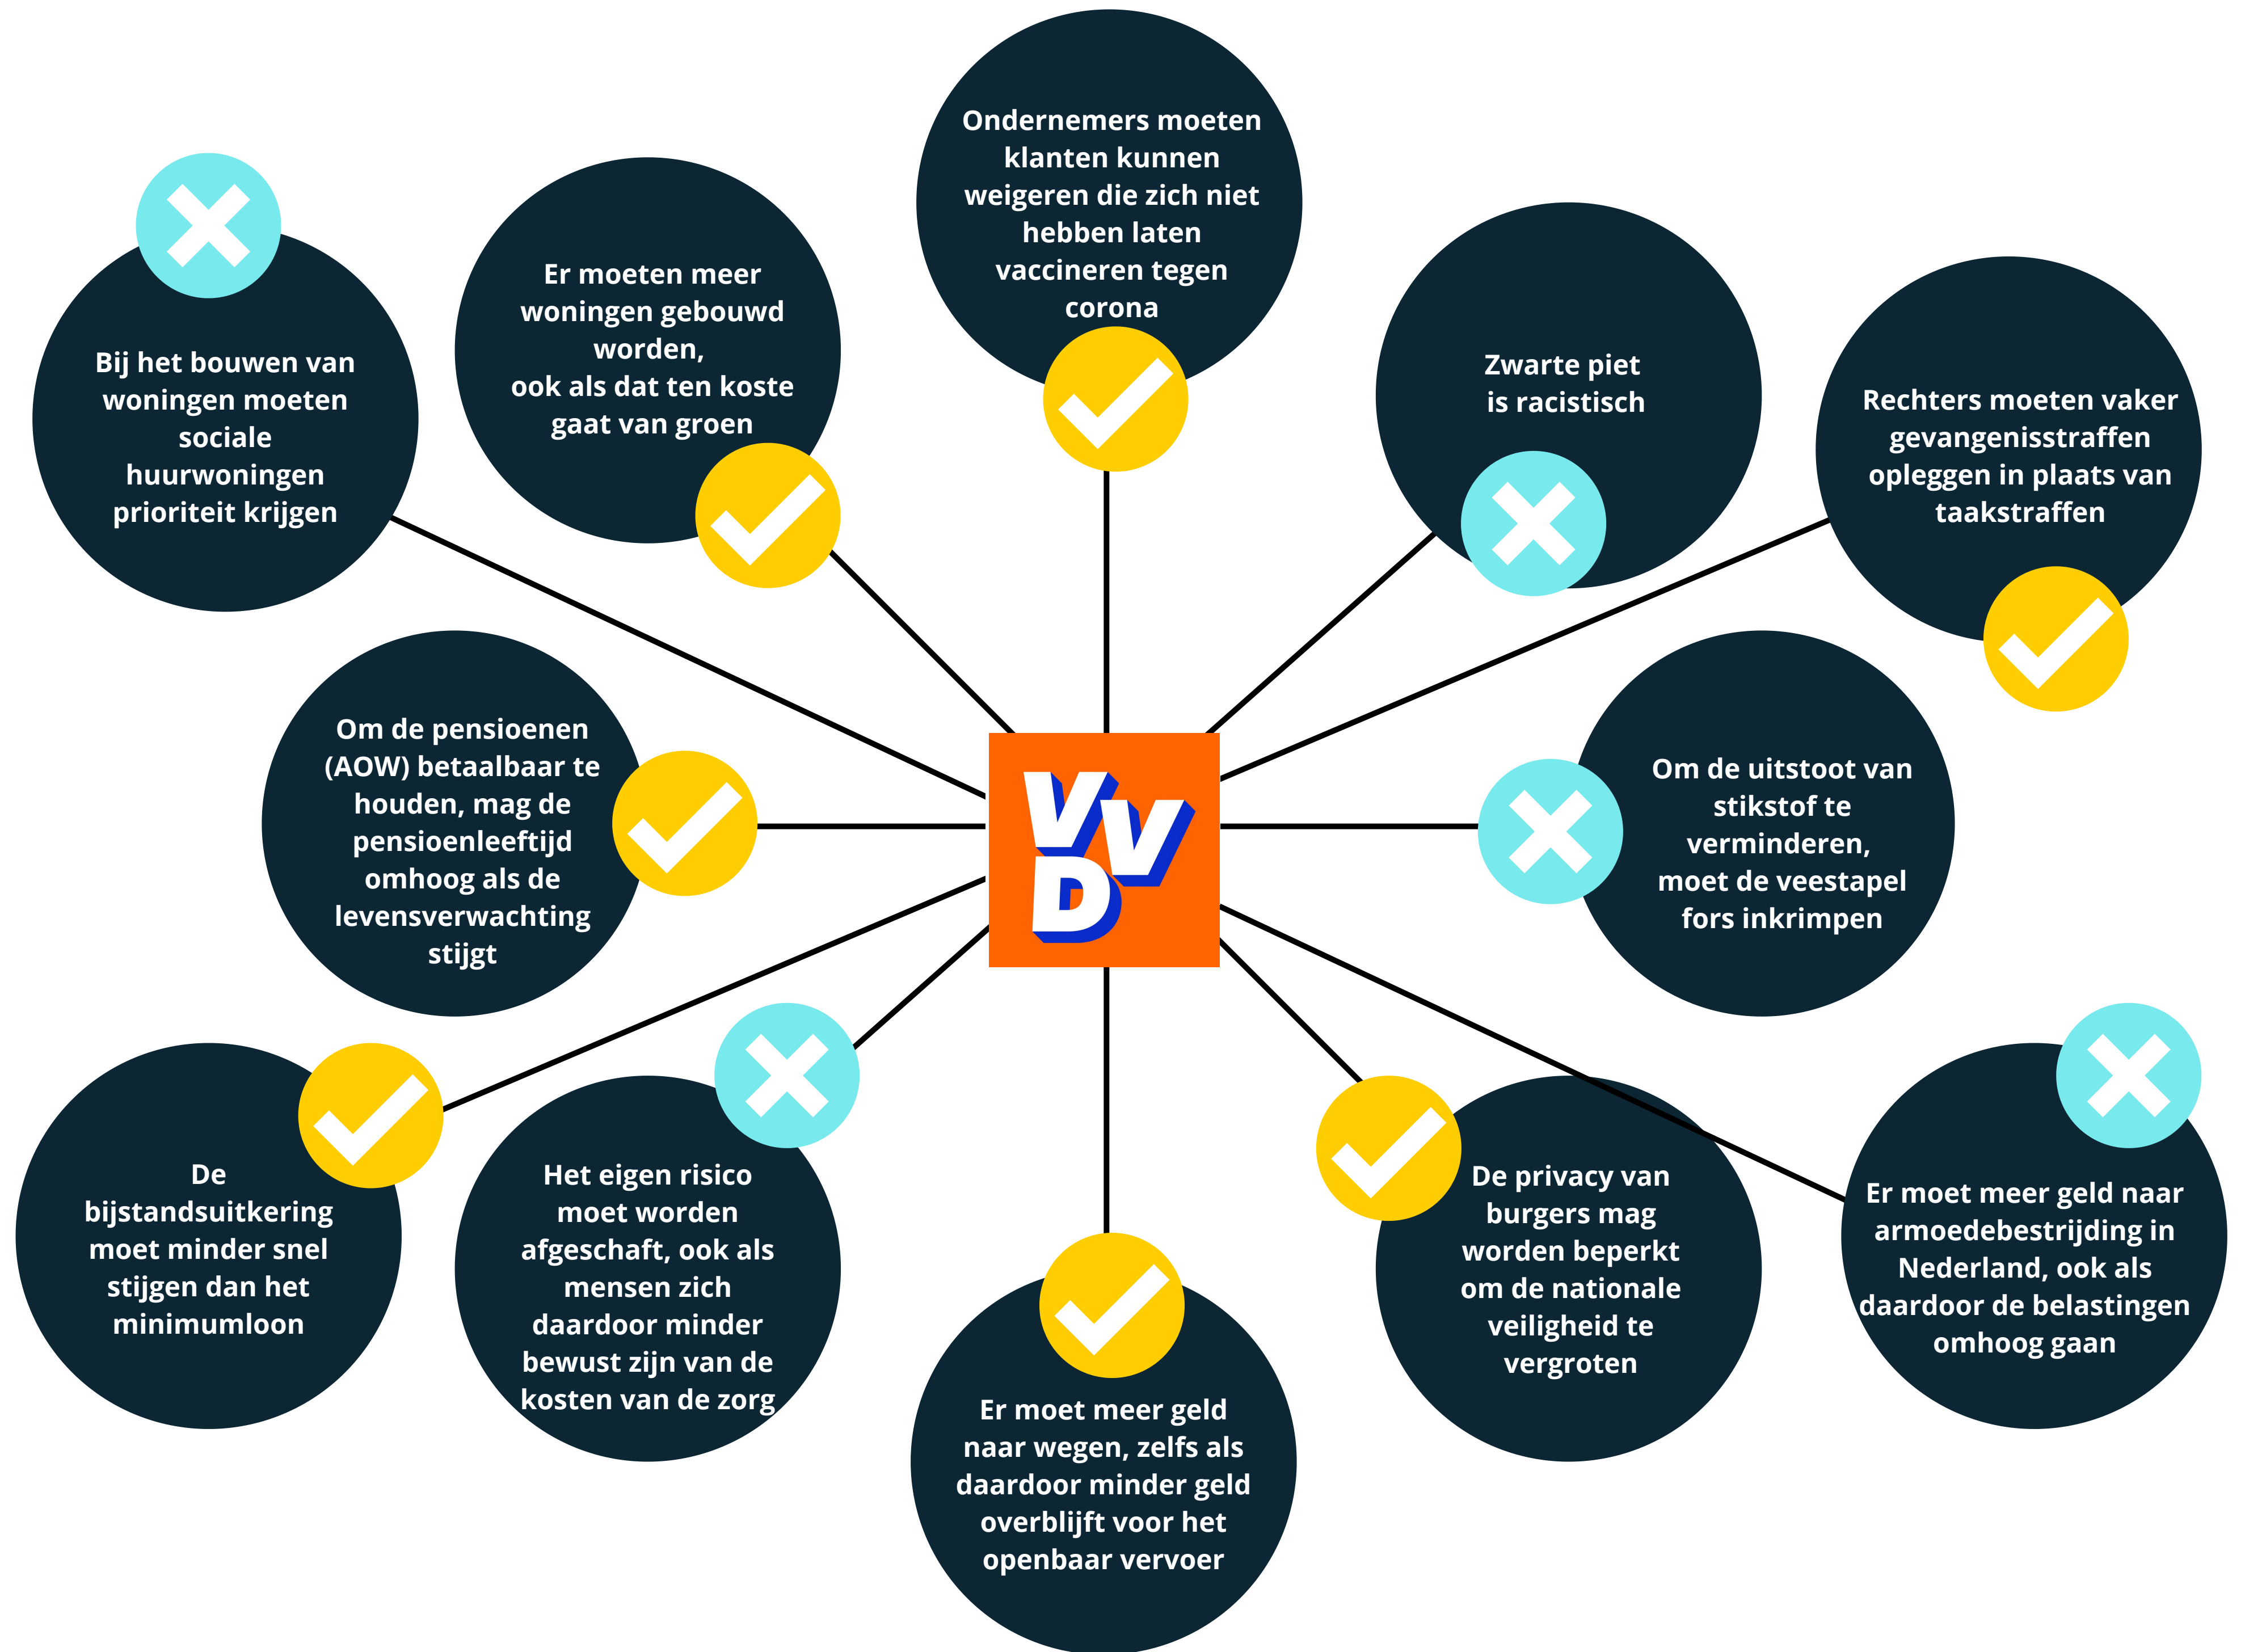 Ondernemers moeten
klanten kunnen
weigeren die zich niet
hebben laten
vaccineren tegen
corona
Er moeten meer
woningen gebouwd
worden,
ook als dat ten koste
gaat van groen
Bij het bouwen van
woningen moeten
sociale
huurwoningen
prioriteit krijgen
Zwarte piet
is racistisch
Rechters moeten vaker
gevangenisstraffen
opleggen in plaats van
taakstraffen
Om de pensioenen
(AOW) betaalbaar te
houden, mag de
pensioenleeftijd
omhoog als de
levensverwachting
stijgt
VVD
Om de uitstoot van
stikstof te
verminderen,
moet de veestapel
fors inkrimpen
De
bijstandsuitkering
moet minder snel
stijgen dan het
minimumloon
Het eigen risico
moet worden
afgeschaft, ook als
mensen zich
daardoor minder
bewust zijn van de
kosten van de zorg
Er moet meer geld
naar wegen, zelfs als
daardoor minder geld
overblijft voor het
openbaar vervoer
De privacy van
burgers mag
worden beperkt
om de nationale
veiligheid te
vergroten
Er moet meer geld naar
armoedebestrijding in
Nederland, ook als
daardoor de belastingen
omhoog gaan